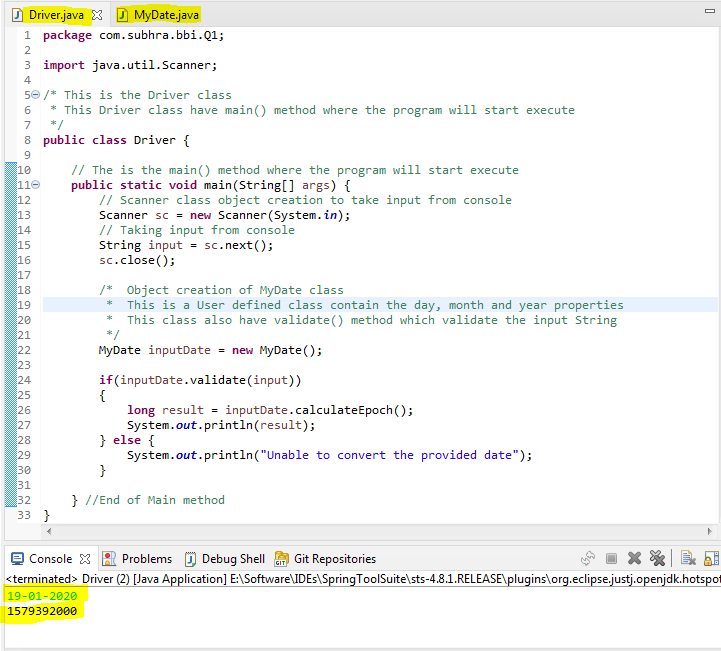 Driver.java MyDate.java
1 package com.subhra.bbi.Q1;
2
3 import java.util.Scanner;
4
5 /* This is the Driver class
6 * This Driver class have main() method where the program will start execute
7 */
8 public class Driver {
9
10 // The is the main() method where the program will start execute
11 public static void main(String[] args) {
12 // Scanner class object creation to take input from console
13 Scanner sc = new Scanner(System.in);
14 // Taking input from console
15 String input = sc.next();
16 sc.close();
17
18 /* Object creation of MyDate class
19 * This is a User defined class contain the day, month and year properties
20 * This class also have validate() method which validate the input String
21 */
22 MyDate inputDate = new MyDate();
23
24 if(inputDate.validate(input))
25 {
26 long result = inputDate.calculateEpoch();
27 System.out.println(result);
28 } else {
29 System.out.println("Unable to convert the provided date");
30 }
31
32 } //End of Main method
33 }
Console Problems Debug Shell Git Repositories
<terminated> Driver (2) [Java Application] E:\Software\IDEs\SpringToolSuite\sts-4.8.1.RELEASE\plugins\org.eclipse.justj.openjdk.hotspot
19-01-2020
1579392000